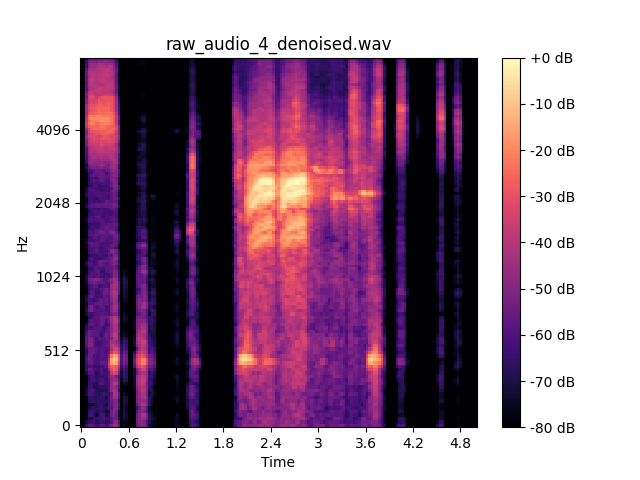 raw_audio_4_denoised.wav
+0 dB
4096
-10 dB
-20 dB
2048
-30 dB
Hz
-40 dB
1024
-50 dB
512
-60 dB
-70 dB
0
-80 dB
0 0.6 1.2 1.8 2.4 3 3.6 4.2 4.8
Time